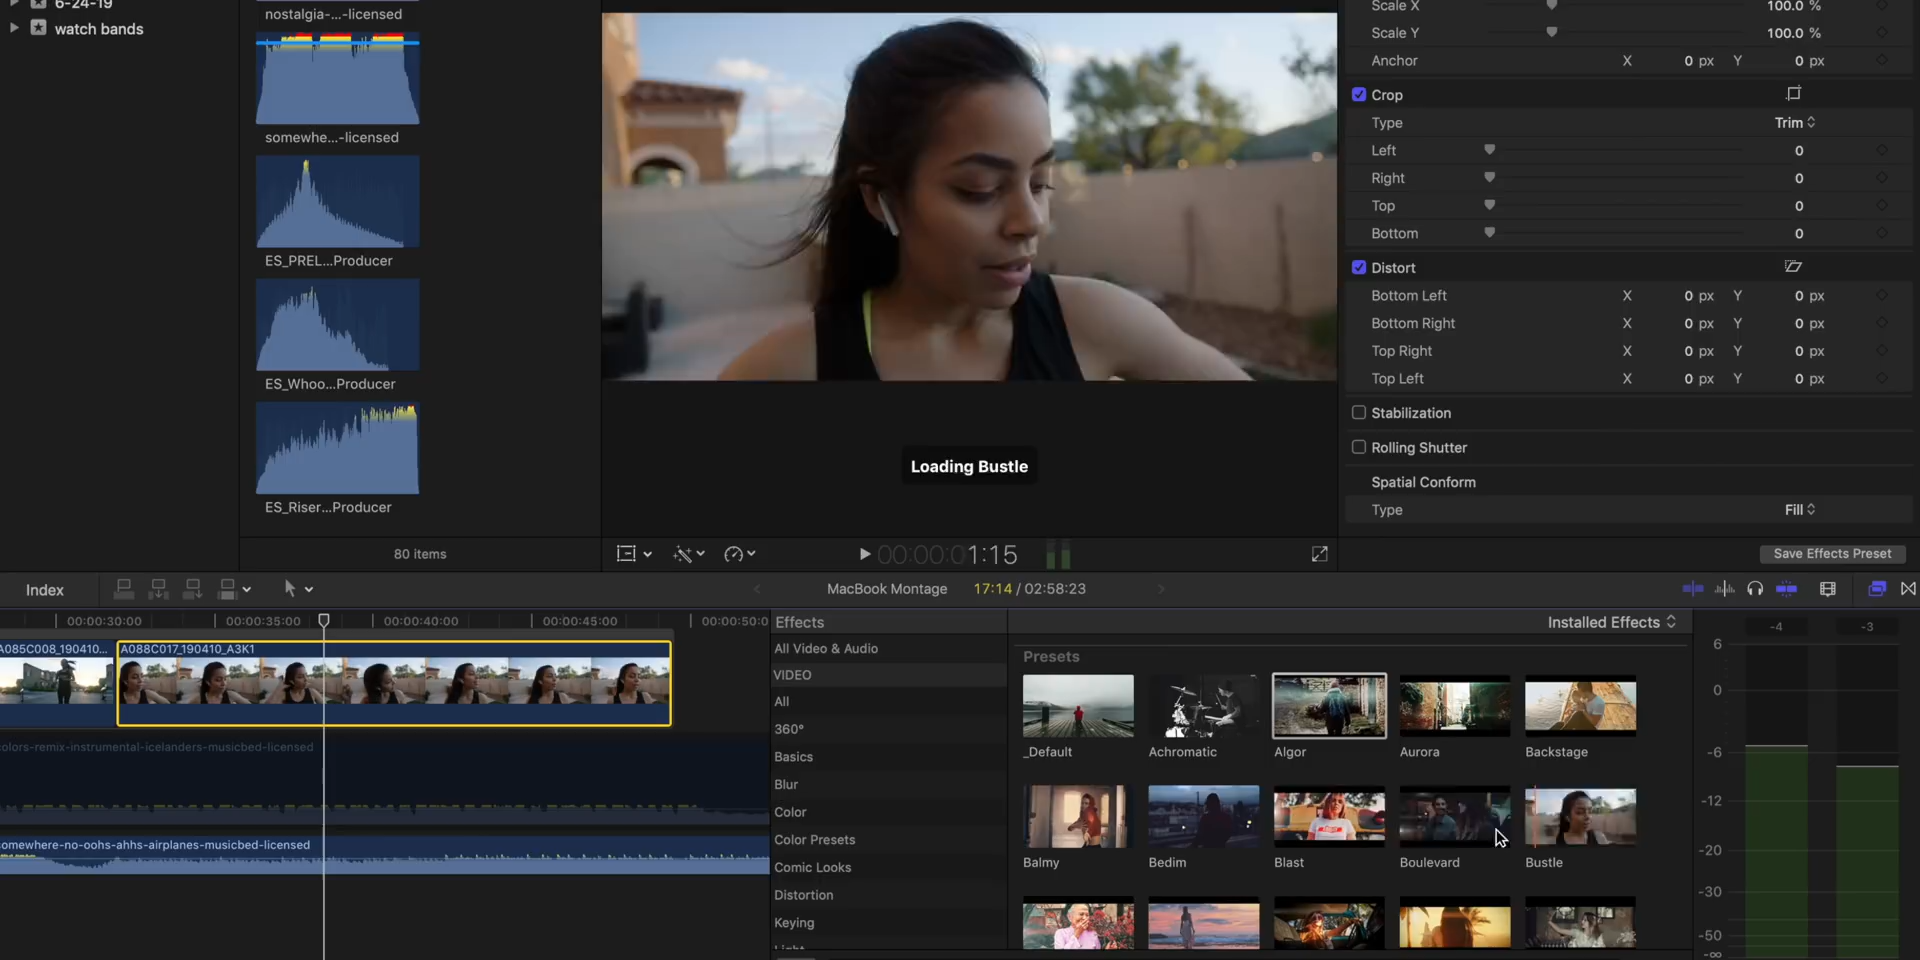 6-24-19
watch bands
nostalgia-...-licensed
somewhe...-licensed
ES_PREL...Producer
ES_Whoo...Producer
ES_Riser...Producer
80 items
Loading Bustle
00:00:01:15
Scale X 100.0 %
Scale Y 100.0 %
Anchor X 0 px Y 0 px
Crop
Type Trim
Left 0
Right 0
Top 0
Bottom 0
Distort
Bottom Left X 0 px Y 0 px
Bottom Right X 0 px Y 0 px
Top Right X 0 px Y 0 px
Top Left X 0 px Y 0 px
Stabilization
Rolling Shutter
Spatial Conform
Type Fill
Save Effects Preset
Index
MacBook Montage 17:14 / 02:58:23
00:00:30:00 00:00:35:00 00:00:40:00 00:00:45:00 00:00:50:0
A085C008_190410... A088C017_190410_A3K1
colors-remix-instrumental-icelanders-musicbed-licensed
somewhere-no-oohs-ahhs-airplanes-musicbed-licensed
Effects
Installed Effects
All Video & Audio
VIDEO
All
360°
Basics
Blur
Color
Color Presets
Comic Looks
Distortion
Keying
Light
Presets
_Default Achromatic Algor Aurora Backstage
Balmy Bedim Blast Boulevard Bustle
-4 -3
6
0
-6
-12
-20
-30
-50
-∞